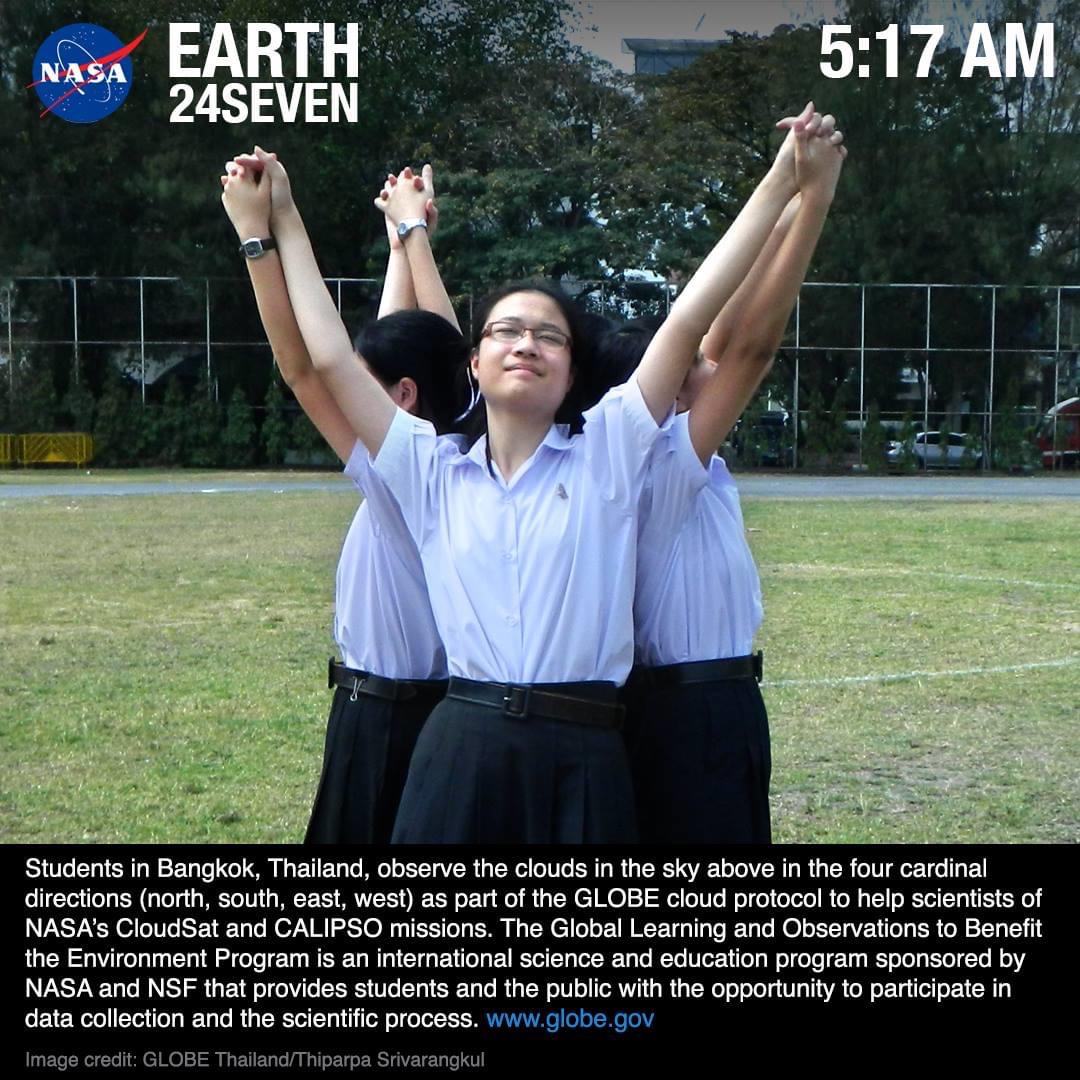 NASA
EARTH
24SEVEN
5:17 AM
Students in Bangkok, Thailand, observe the clouds in the sky above in the four cardinal
directions (north, south, east, west) as part of the GLOBE cloud protocol to help scientists of
NASA's CloudSat and CALIPSO missions. The Global Learning and Observations to Benefit
the Environment Program is an international science and education program sponsored by
NASA and NSF that provides students and the public with the opportunity to participate in
data collection and the scientific process. www.globe.gov
Image credit: GLOBE Thailand/Thiparpa Srivarangkul